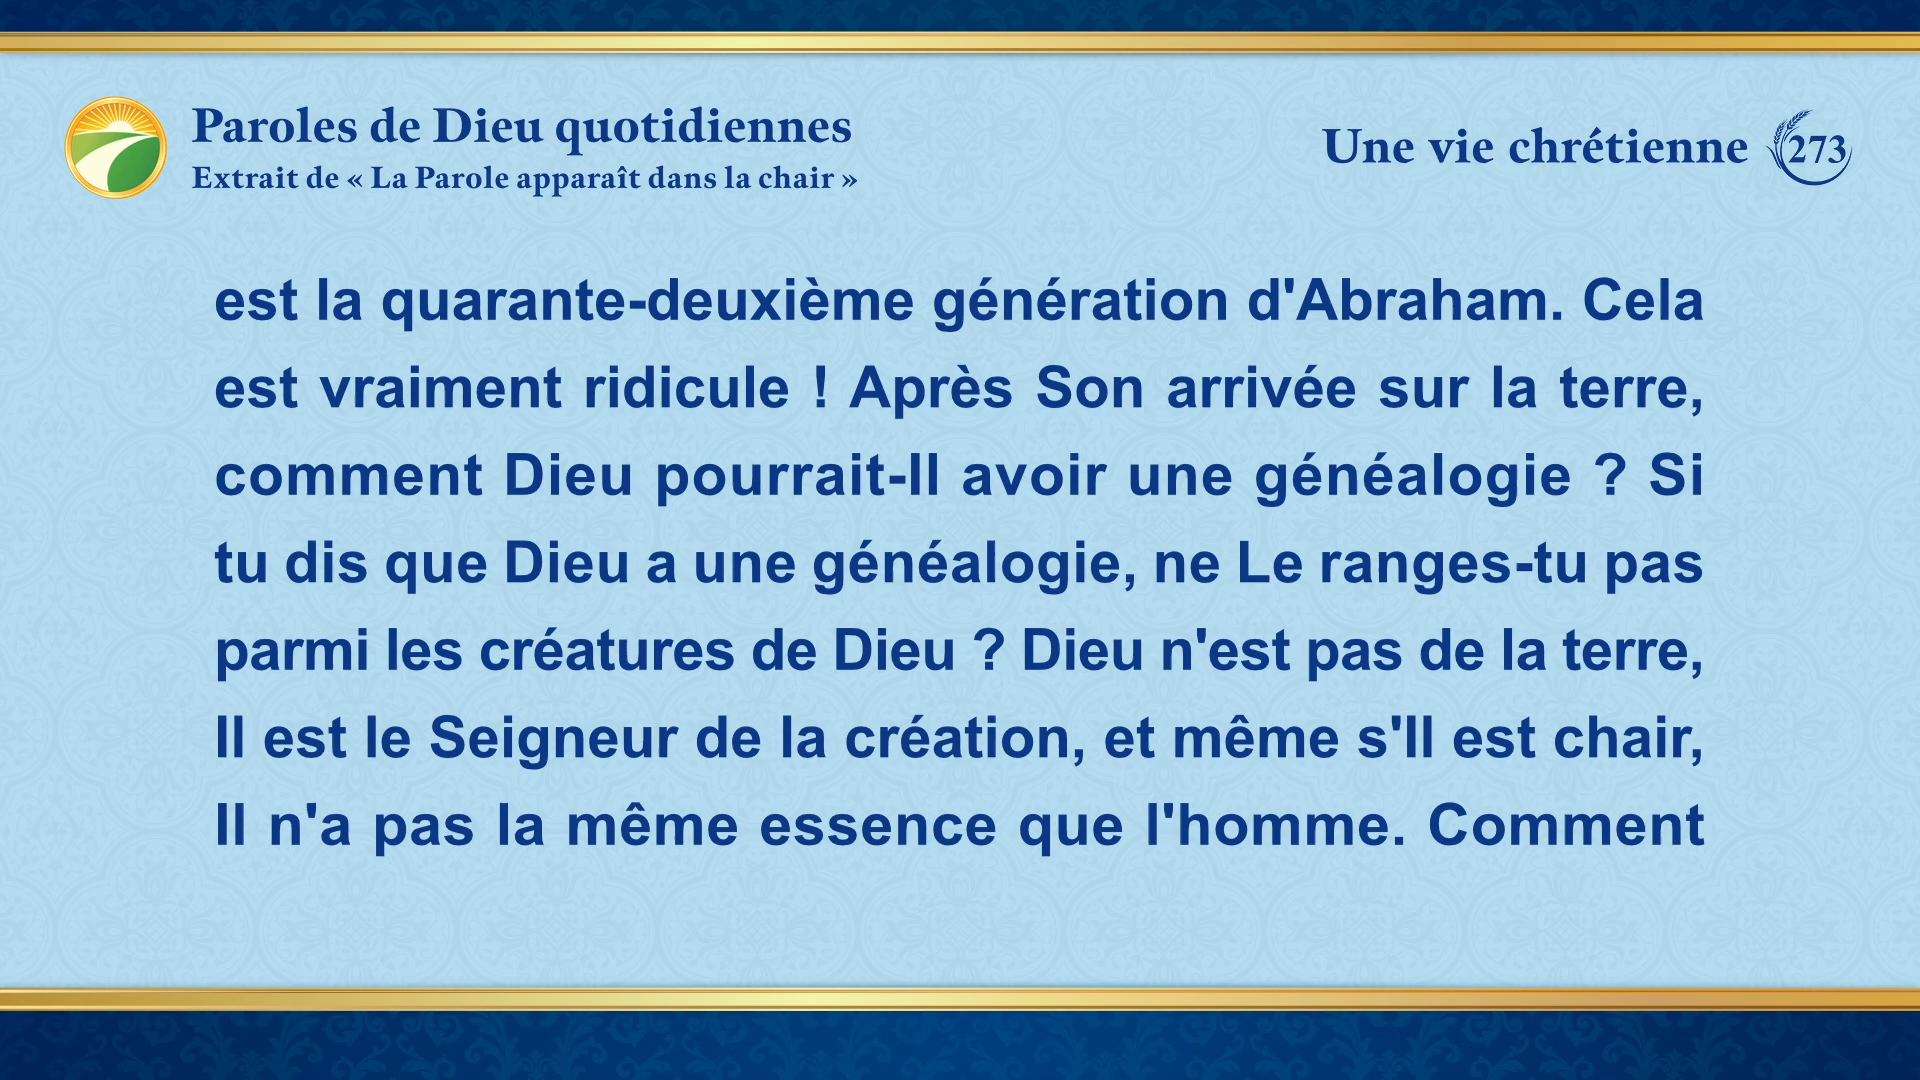 Paroles de Dieu quotidiennes
Extrait de « La Parole apparaît dans la chair »
Une vie chrétienne 273
est la quarante-deuxième génération d'Abraham. Cela
est vraiment ridicule ! Après Son arrivée sur la terre,
comment Dieu pourrait-Il avoir une généalogie ? Si
tu dis que Dieu a une généalogie, ne Le ranges-tu pas
parmi les créatures de Dieu ? Dieu n'est pas de la terre,
Il est le Seigneur de la création, et même s'Il est chair,
Il n'a pas la même essence que l'homme. Comment